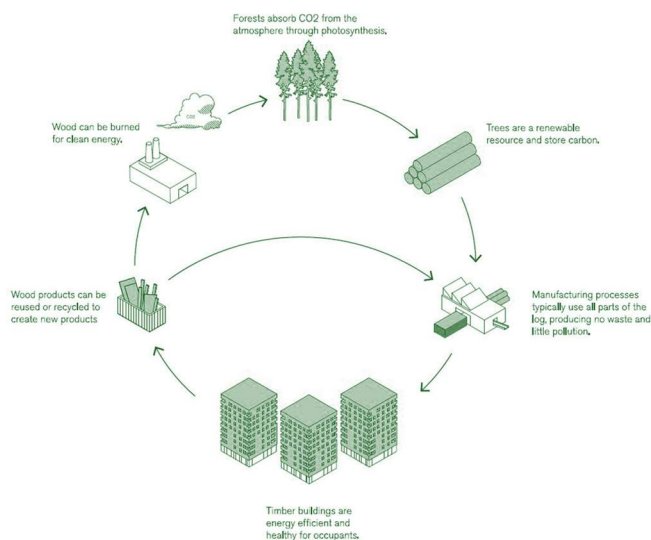 Forests absorb CO2 from the
atmosphere through photosynthesis.
CO2
Wood can be burned
for clean energy.
Trees are a renewable
resource and store carbon.
Wood products can be
reused or recycled to
create new products
Manufacturing processes
typically use all parts of the
log, producing no waste and
little pollution.
Timber buildings are
energy efficient and
healthy for occupants.